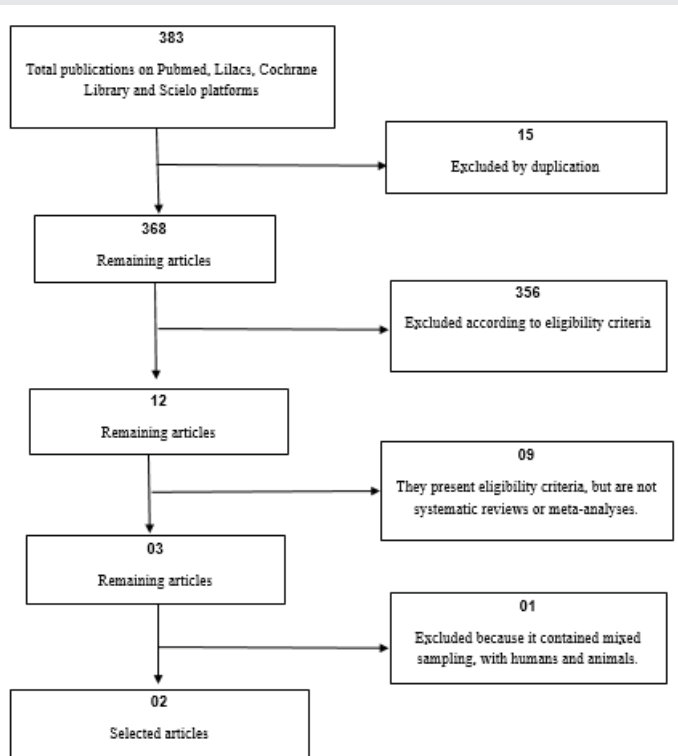 383
Total publications on Pubmed, Lilacs, Cochrane
Library and Scielo platforms
15
Excluded by duplication
368
Remaining articles
356
Excluded according to eligibility criteria
12
Remaining articles
09
They present eligibility criteria, but are not
systematic reviews or meta-analyses.
03
Remaining articles
01
Excluded because it contained mixed
sampling, with humans and animals.
02
Selected articles